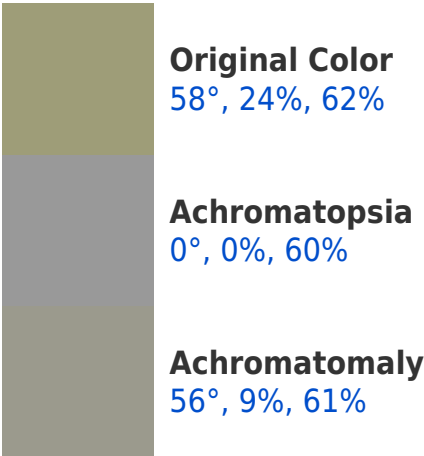 Original Color
58°, 24%, 62%
Achromatopsia
0°, 0%, 60%
Achromatomaly
56°, 9%, 61%